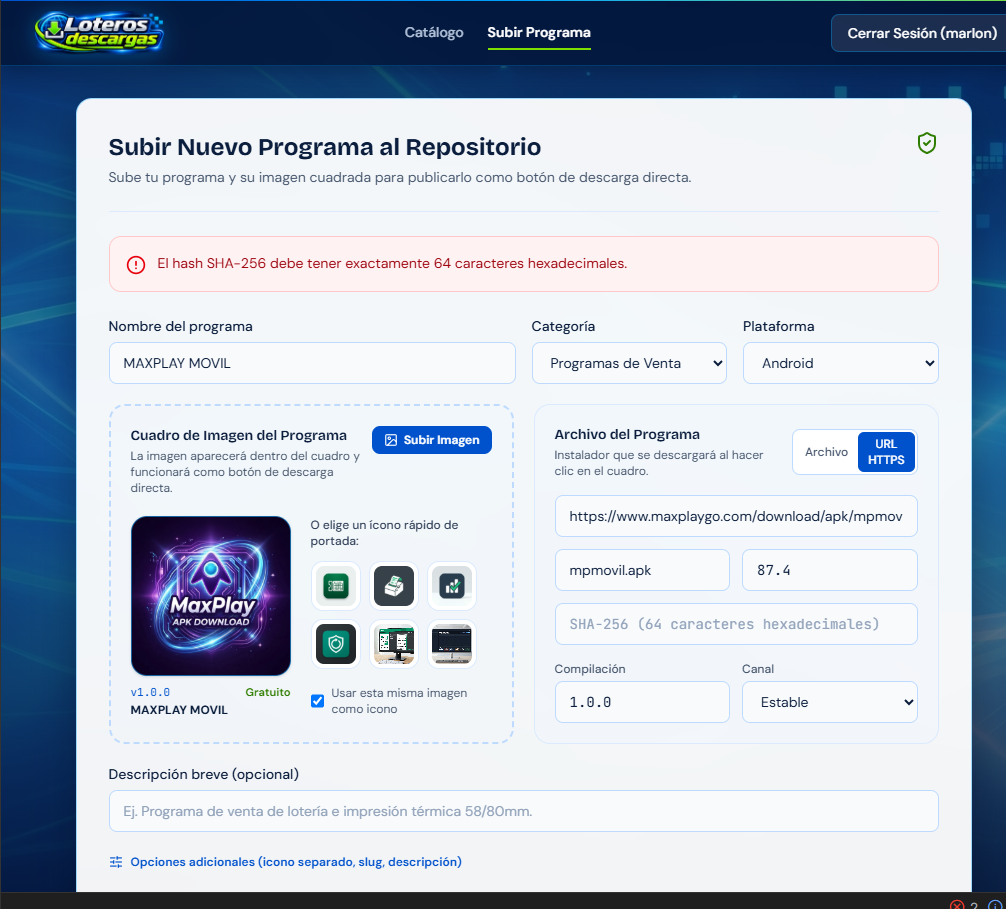 Loteros
descargas
Catálogo
Subir Programa
Cerrar Sesión (marlon)
Subir Nuevo Programa al Repositorio
Sube tu programa y su imagen cuadrada para publicarlo como botón de descarga directa.
El hash SHA-256 debe tener exactamente 64 caracteres hexadecimales.
Nombre del programa
MAXPLAY MOVIL
Categoría
Programas de Venta
Plataforma
Android
Cuadro de Imagen del Programa
La imagen aparecerá dentro del cuadro y
funcionará como botón de descarga
directa.
Subir Imagen
MaxPlay
APK DOWNLOAD
v1.0.0
Gratuito
MAXPLAY MOVIL
O elige un ícono rápido de
portada:
Usar esta misma imagen
como icono
Archivo del Programa
Instalador que se descargará al hacer
clic en el cuadro.
Archivo
URL
HTTPS
https://www.maxplaygo.com/download/apk/mpmov
mpmovil.apk
87.4
SHA-256 (64 caracteres hexadecimales)
Compilación
1.0.0
Canal
Estable
Descripción breve (opcional)
Ej. Programa de venta de lotería e impresión térmica 58/80mm.
Opciones adicionales (icono separado, slug, descripción)